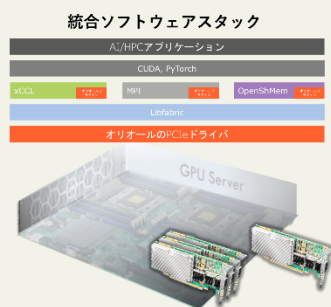 統合ソフトウェアスタック
AI/HPCアプリケーション
CUDA, PyTorch
xCCL
MPI
OpenShMem
Libfabric
オリオールのPCIeドライバ
GPU Server